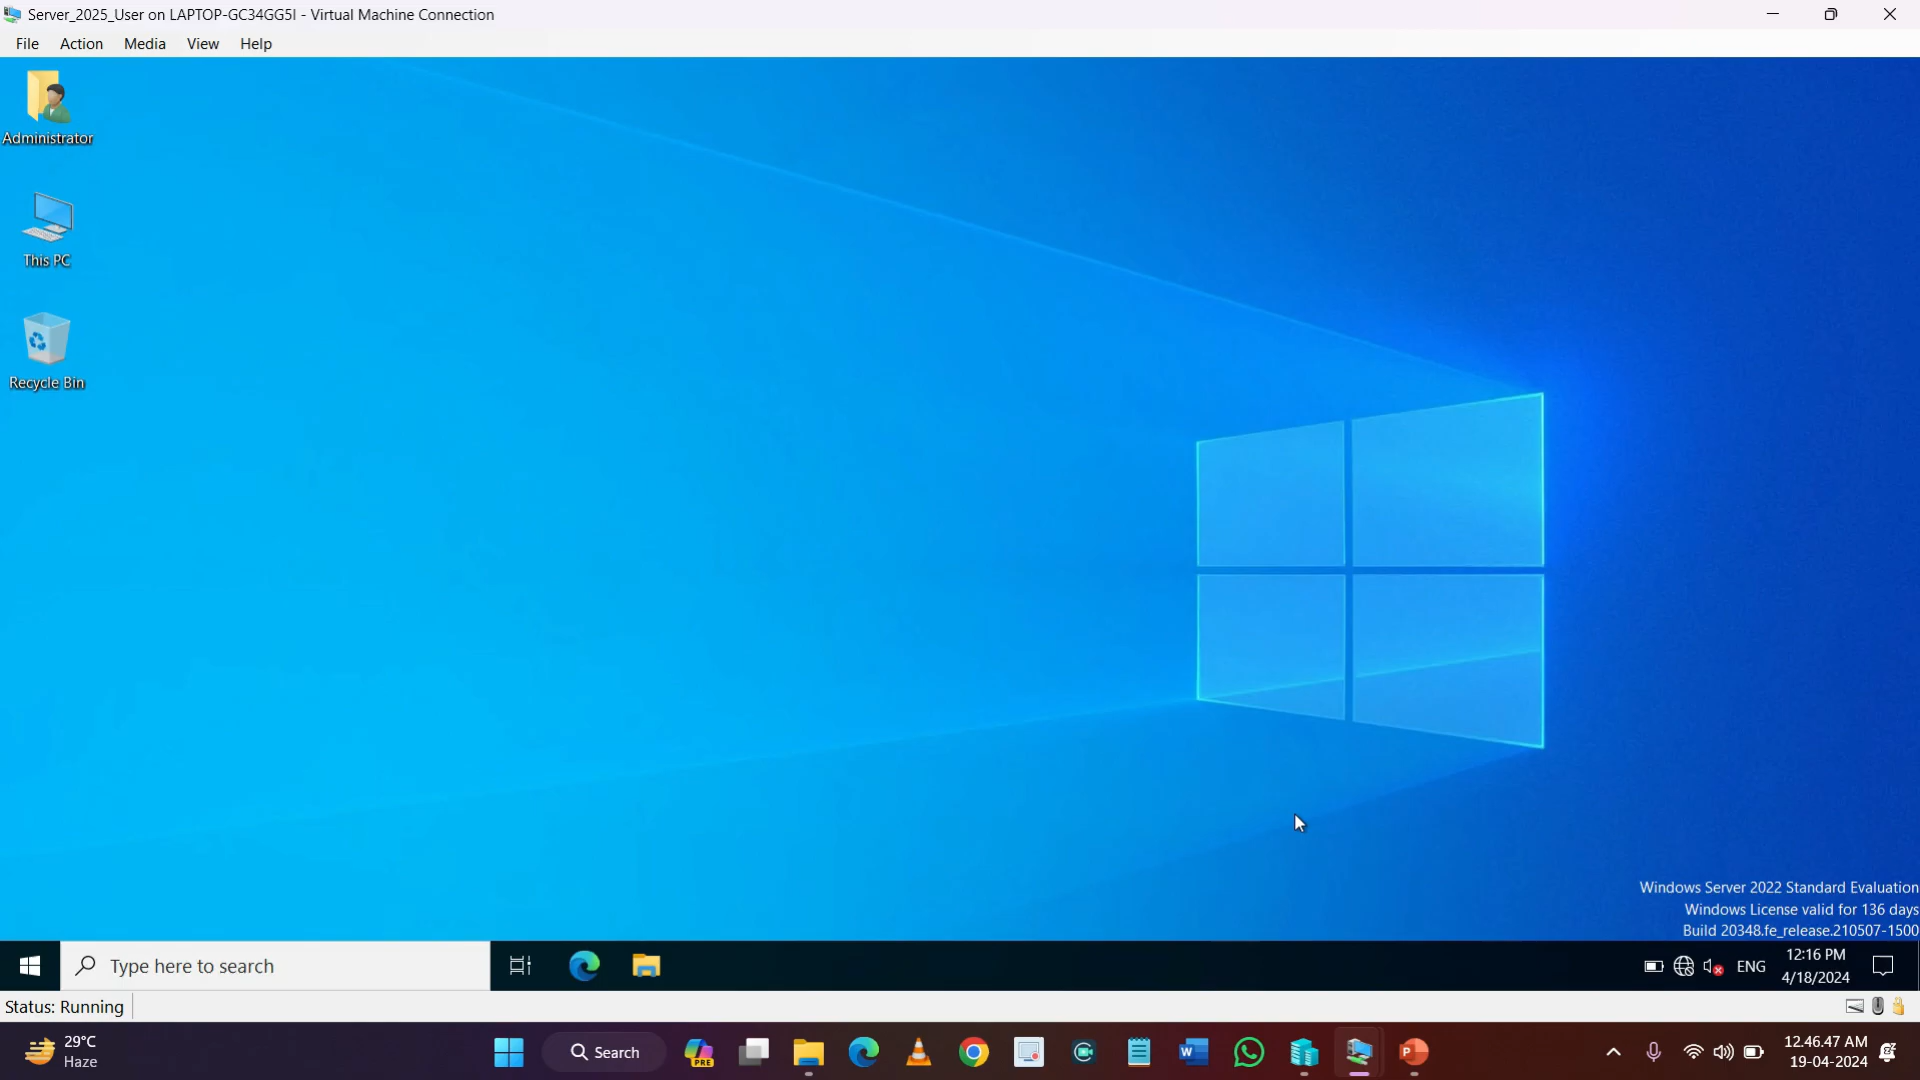 Server_2025_User on LAPTOP-GC34GG5I - Virtual Machine Connection
File Action Media View Help
Administrator
This PC
Recycle Bin
Windows Server 2022 Standard Evaluation
Windows License valid for 136 days
Build 20348.fe_release.210507-1500
Type here to search
ENG
12:16 PM
4/18/2024
Status: Running
29°C
Haze
Search
PRE
12.46.47 AM
19-04-2024